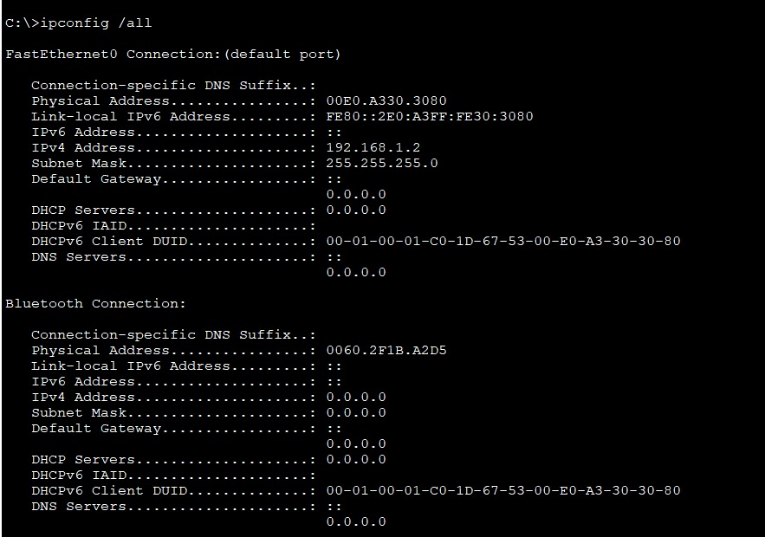 C:\>ipconfig /all
FastEthernet0 Connection:(default port)
Connection-specific DNS Suffix..:
Physical Address................: 00E0.A330.3080
Link-local IPv6 Address.........: FE80::2E0:A3FF:FE30:3080
IPv6 Address....................: ::
IPv4 Address....................: 192.168.1.2
Subnet Mask.....................: 255.255.255.0
Default Gateway.................: ::
0.0.0.0
DHCP Servers....................: 0.0.0.0
DHCPv6 IAID.....................:
DHCPv6 Client DUID..............: 00-01-00-01-C0-1D-67-53-00-E0-A3-30-30-80
DNS Servers.....................: ::
0.0.0.0
Bluetooth Connection:
Connection-specific DNS Suffix..:
Physical Address................: 0060.2F1B.A2D5
Link-local IPv6 Address.........: ::
IPv6 Address....................: ::
IPv4 Address....................: 0.0.0.0
Subnet Mask.....................: 0.0.0.0
Default Gateway.................: ::
0.0.0.0
DHCP Servers....................: 0.0.0.0
DHCPv6 IAID.....................:
DHCPv6 Client DUID..............: 00-01-00-01-C0-1D-67-53-00-E0-A3-30-30-80
DNS Servers.....................: ::
0.0.0.0